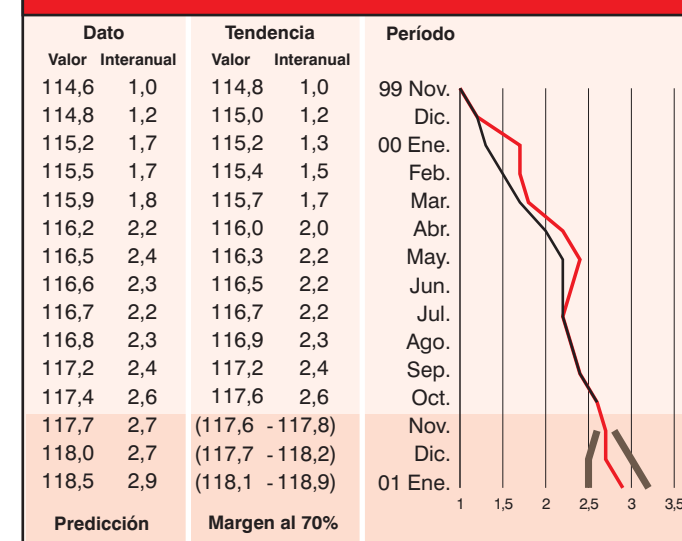 Dato Tendencia Período
Valor Interanual Valor Interanual
114,6 1,0 114,8 1,0 99 Nov.
114,8 1,2 115,0 1,2 Dic.
115,2 1,7 115,2 1,3 00 Ene.
115,5 1,7 115,4 1,5 Feb.
115,9 1,8 115,7 1,7 Mar.
116,2 2,2 116,0 2,0 Abr.
116,5 2,4 116,3 2,2 May.
116,6 2,3 116,5 2,2 Jun.
116,7 2,2 116,7 2,2 Jul.
116,8 2,3 116,9 2,3 Ago.
117,2 2,4 117,2 2,4 Sep.
117,4 2,6 117,6 2,6 Oct.
117,7 2,7 (117,6 - 117,8) Nov.
118,0 2,7 (117,7 - 118,2) Dic.
118,5 2,9 (118,1 - 118,9) 01 Ene.
1 1,5 2 2,5 3 3,5
Predicción Margen al 70%